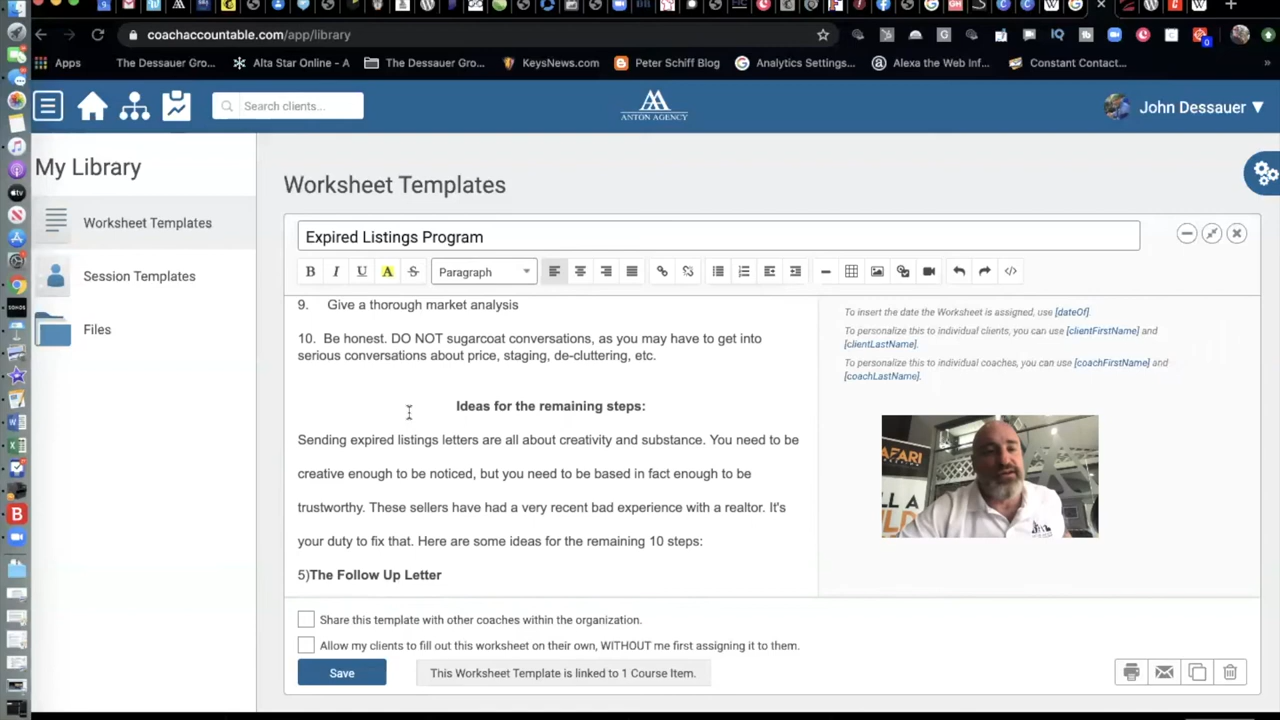 coachaccountable.com/app/library
Apps
The Dessauer Gro...
Alta Star Online - A
The Dessauer Gro...
KeysNews.com
Peter Schiff Blog
Analytics Settings...
Alexa the Web Inf...
Constant Contact...
»
Search clients...
ANTON AGENCY
John Dessauer ▼
My Library
Worksheet Templates
Session Templates
Files
Worksheet Templates
Expired Listings Program
B I U A S Paragraph
9. Give a thorough market analysis
10. Be honest. DO NOT sugarcoat conversations, as you may have to get into
serious conversations about price, staging, de-cluttering, etc.
Ideas for the remaining steps:
Sending expired listings letters are all about creativity and substance. You need to be
creative enough to be noticed, but you need to be based in fact enough to be
trustworthy. These sellers have had a very recent bad experience with a realtor. It's
your duty to fix that. Here are some ideas for the remaining 10 steps:
5)The Follow Up Letter
To insert the date the Worksheet is assigned, use [dateOf].
To personalize this to individual clients, you can use [clientFirstName] and
[clientLastName].
To personalize this to individual coaches, you can use [coachFirstName] and
[coachLastName].
AFARI
Share this template with other coaches within the organization.
Allow my clients to fill out this worksheet on their own, WITHOUT me first assigning it to them.
Save
This Worksheet Template is linked to 1 Course Item.